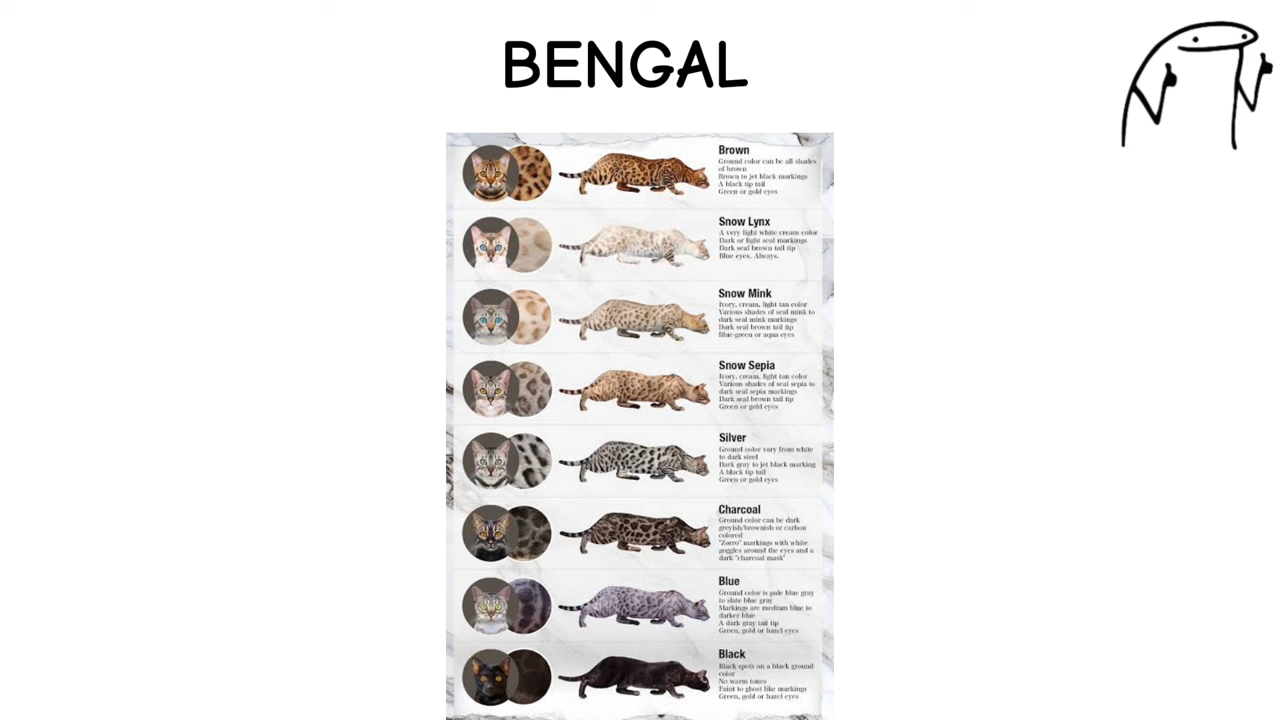 BENGAL
Brown
Ground color can be all shades
of brown
Brown to jet black markings
A black tip tail
Green or gold eyes
Snow Lynx
A very light white cream color
Dark or light seal markings
Dark seal brown tail tip
Blue eyes. Always.
Snow Mink
Ivory, cream, light tan color
Various shades of seal mink to
dark seal mink markings
Dark seal brown tail tip
Blue-green or aqua eyes
Snow Sepia
Ivory, cream, light tan color
Various shades of seal sepia to
dark seal sepia markings
Dark seal brown tail tip
Green or gold eyes
Silver
Ground color vary from white
to dark steel
Dark gray to jet black marking
A black tip tail
Green or gold eyes
Charcoal
Ground color can be dark
greyish/brownish or carbon
colored
"Zorro" markings with white
goggles around the eyes and a
dark "charcoal mask"
Blue
Ground color is pale blue gray
to slate blue gray
Markings are medium blue to
darker blue
A dark gray tail tip
Green, gold or hazel eyes
Black
Black spots on a black ground
color
No warm tones
Faint to ghost like markings
Green, gold or hazel eyes